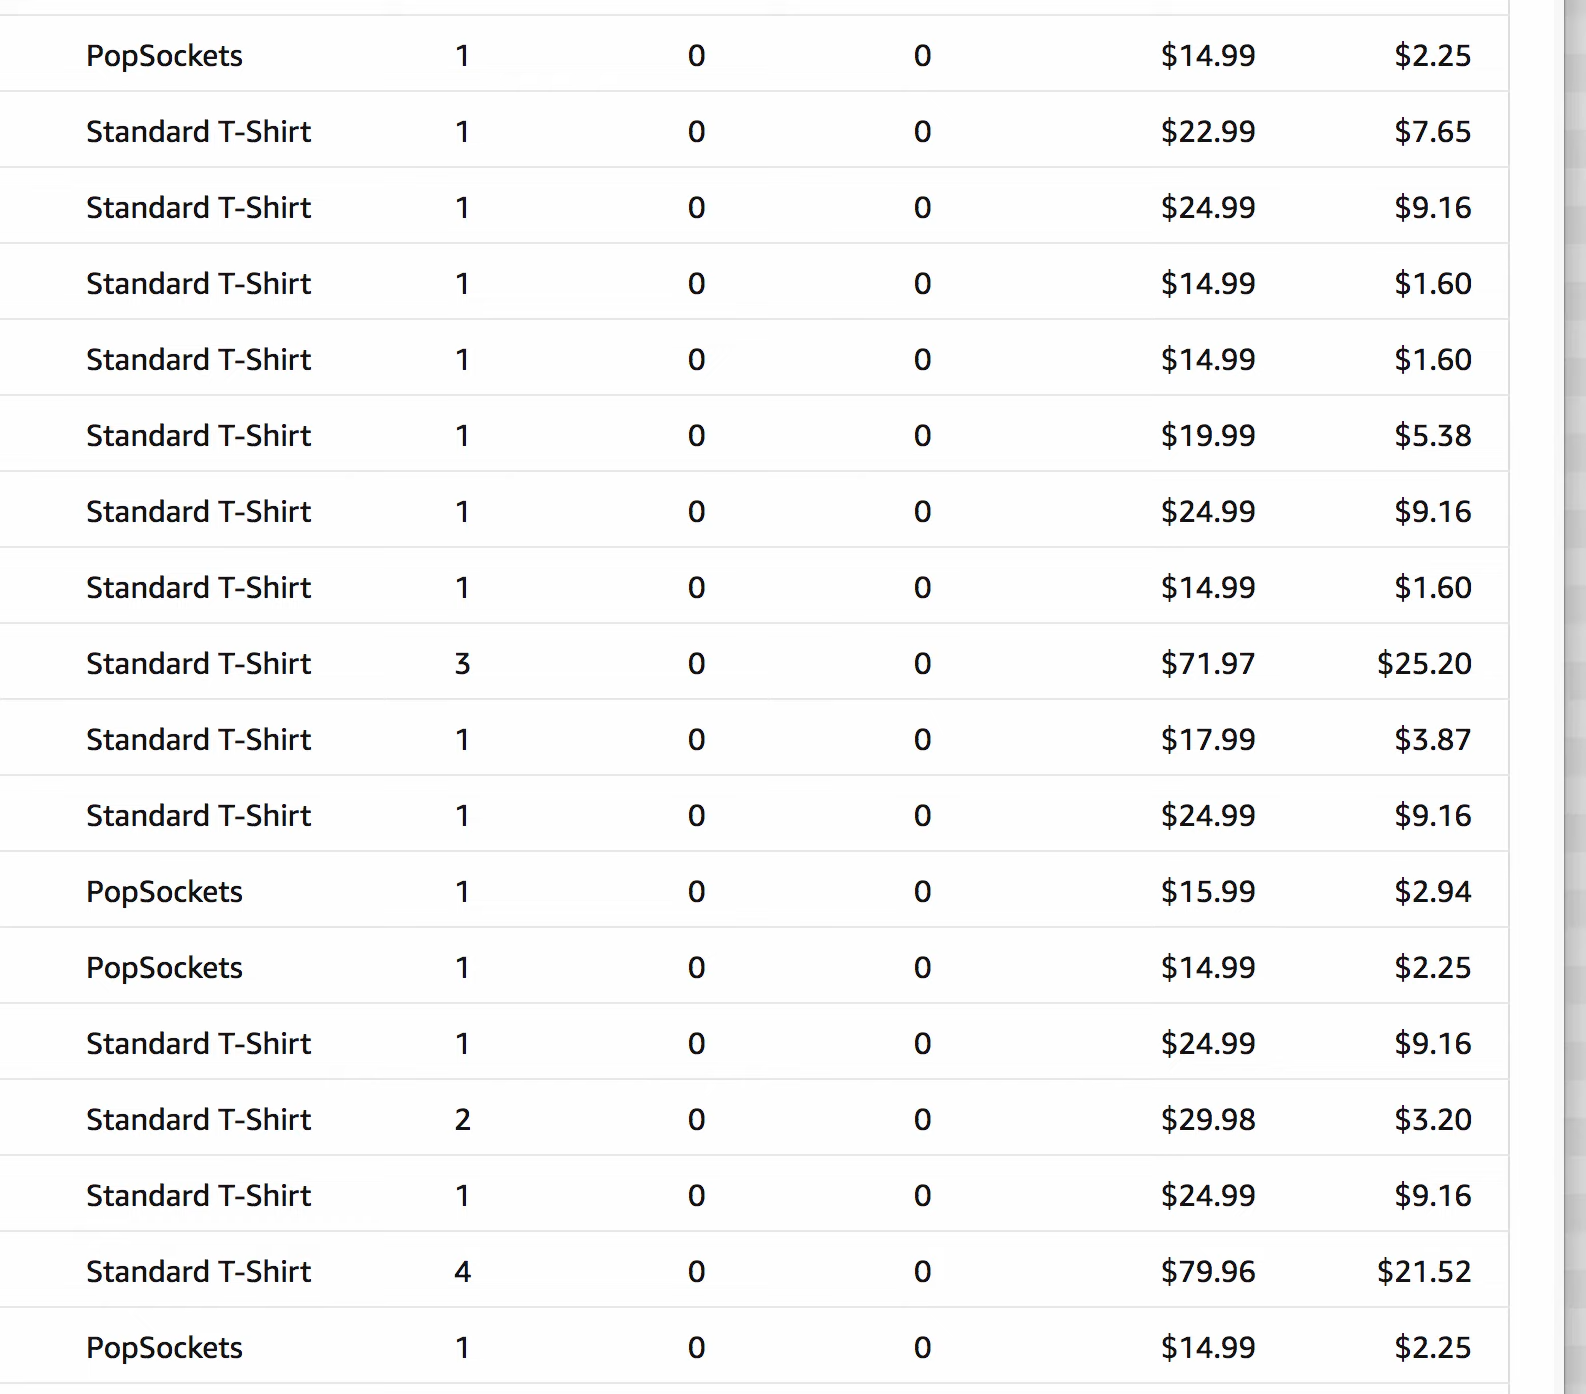 PopSockets 1 0 0 $14.99 $2.25
Standard T-Shirt 1 0 0 $22.99 $7.65
Standard T-Shirt 1 0 0 $24.99 $9.16
Standard T-Shirt 1 0 0 $14.99 $1.60
Standard T-Shirt 1 0 0 $14.99 $1.60
Standard T-Shirt 1 0 0 $19.99 $5.38
Standard T-Shirt 1 0 0 $24.99 $9.16
Standard T-Shirt 1 0 0 $14.99 $1.60
Standard T-Shirt 3 0 0 $71.97 $25.20
Standard T-Shirt 1 0 0 $17.99 $3.87
Standard T-Shirt 1 0 0 $24.99 $9.16
PopSockets 1 0 0 $15.99 $2.94
PopSockets 1 0 0 $14.99 $2.25
Standard T-Shirt 1 0 0 $24.99 $9.16
Standard T-Shirt 2 0 0 $29.98 $3.20
Standard T-Shirt 1 0 0 $24.99 $9.16
Standard T-Shirt 4 0 0 $79.96 $21.52
PopSockets 1 0 0 $14.99 $2.25